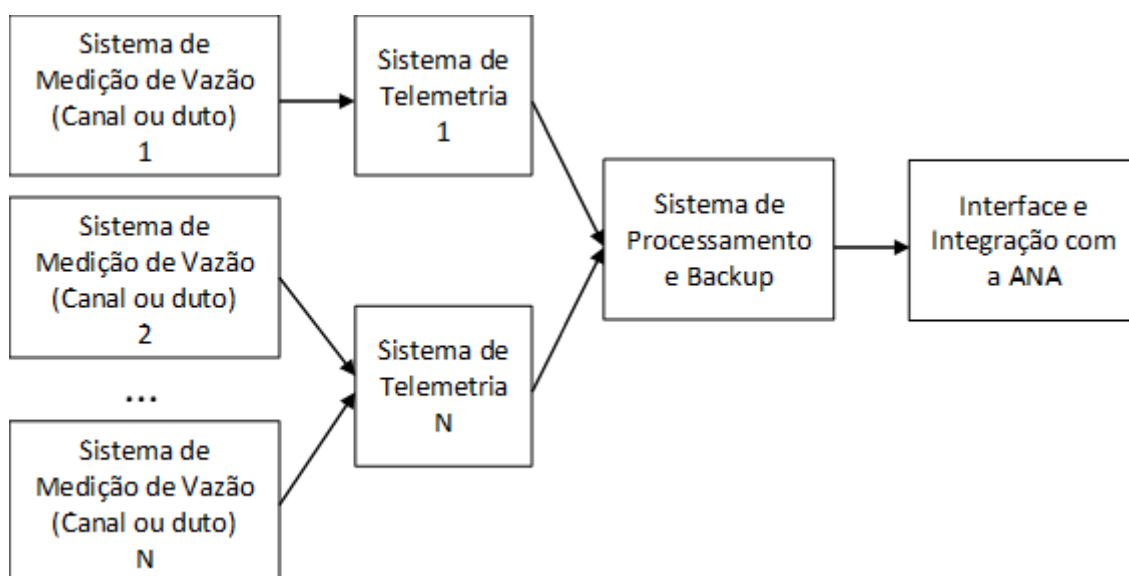 Sistema de
Medição de Vazão
(Canal ou duto)
1
Sistema de
Telemetria
1
Sistema de
Medição de Vazão
(Canal ou duto)
2
...
Sistema de
Medição de Vazão
(Canal ou duto)
N
Sistema de
Telemetria
N
Sistema de
Processamento
e Backup
Interface e
Integração com
a ANA